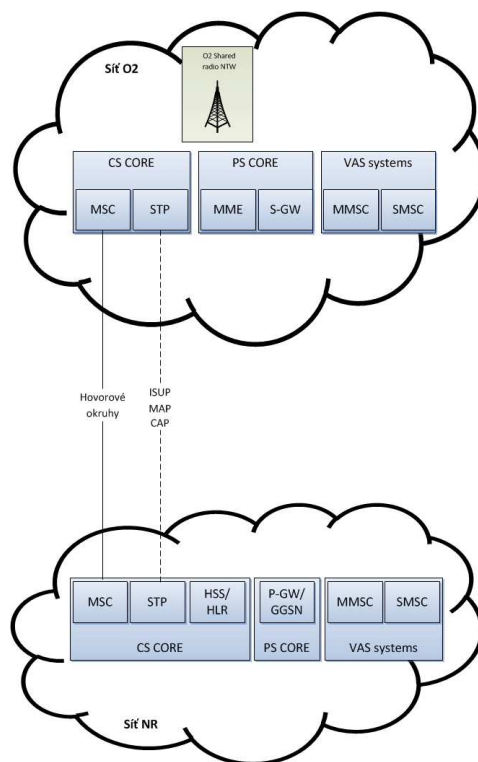 O2 Shared
radio NTW
Síť O2
CS CORE
PS CORE
VAS systems
MSC
STP
MME
S-GW
MMSC
SMSC
Hovorové
okruhy
ISUP
MAP
CAP
MSC
STP
HSS/
HLR
P-GW/
GGSN
MMSC
SMSC
CS CORE
PS CORE
VAS systems
Síť NR